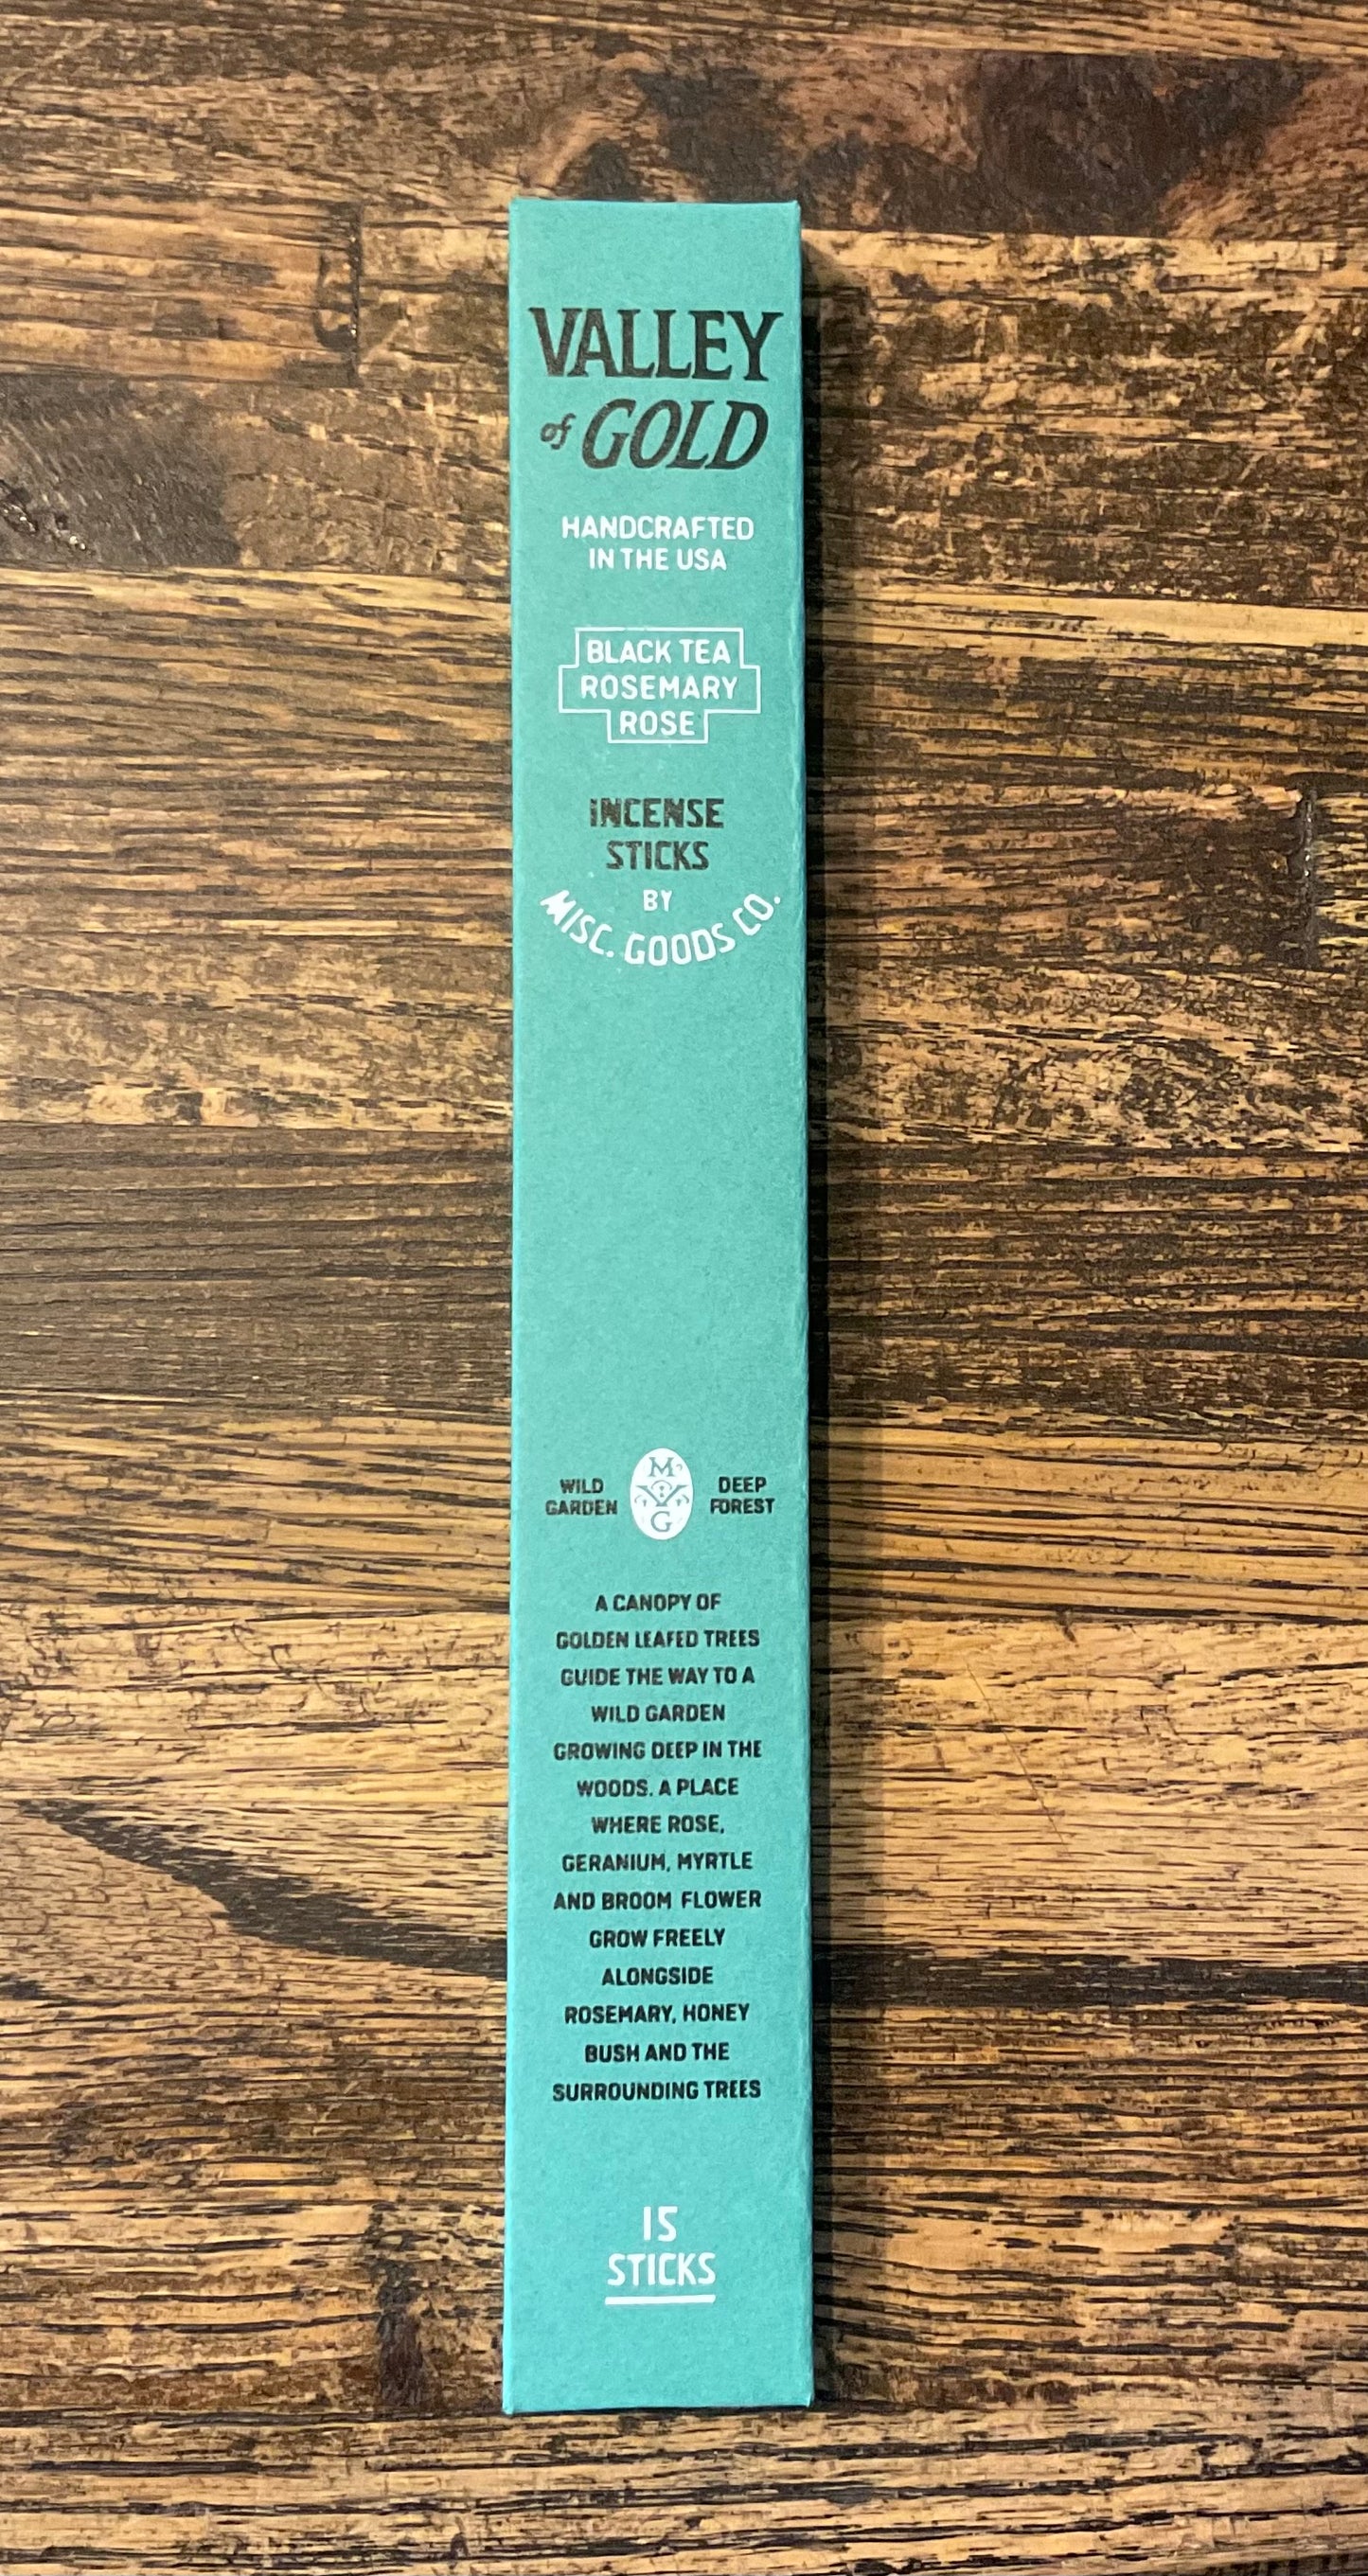 VALLEY
of GOLD
HANDCRAFTED
IN THE USA
BLACK TEA
ROSEMARY
ROSE
INCENSE
STICKS
BY
MISC. GOODS CO.
WILD
GARDEN
M
V
G
DEEP
FOREST
A CANOPY OF
GOLDEN LEAFED TREES
GUIDE THE WAY TO A
WILD GARDEN
GROWING DEEP IN THE
WOODS. A PLACE
WHERE ROSE,
GERANIUM, MYRTLE
AND BROOM FLOWER
GROW FREELY
ALONGSIDE
ROSEMARY, HONEY
BUSH AND THE
SURROUNDING TREES
15
STICKS